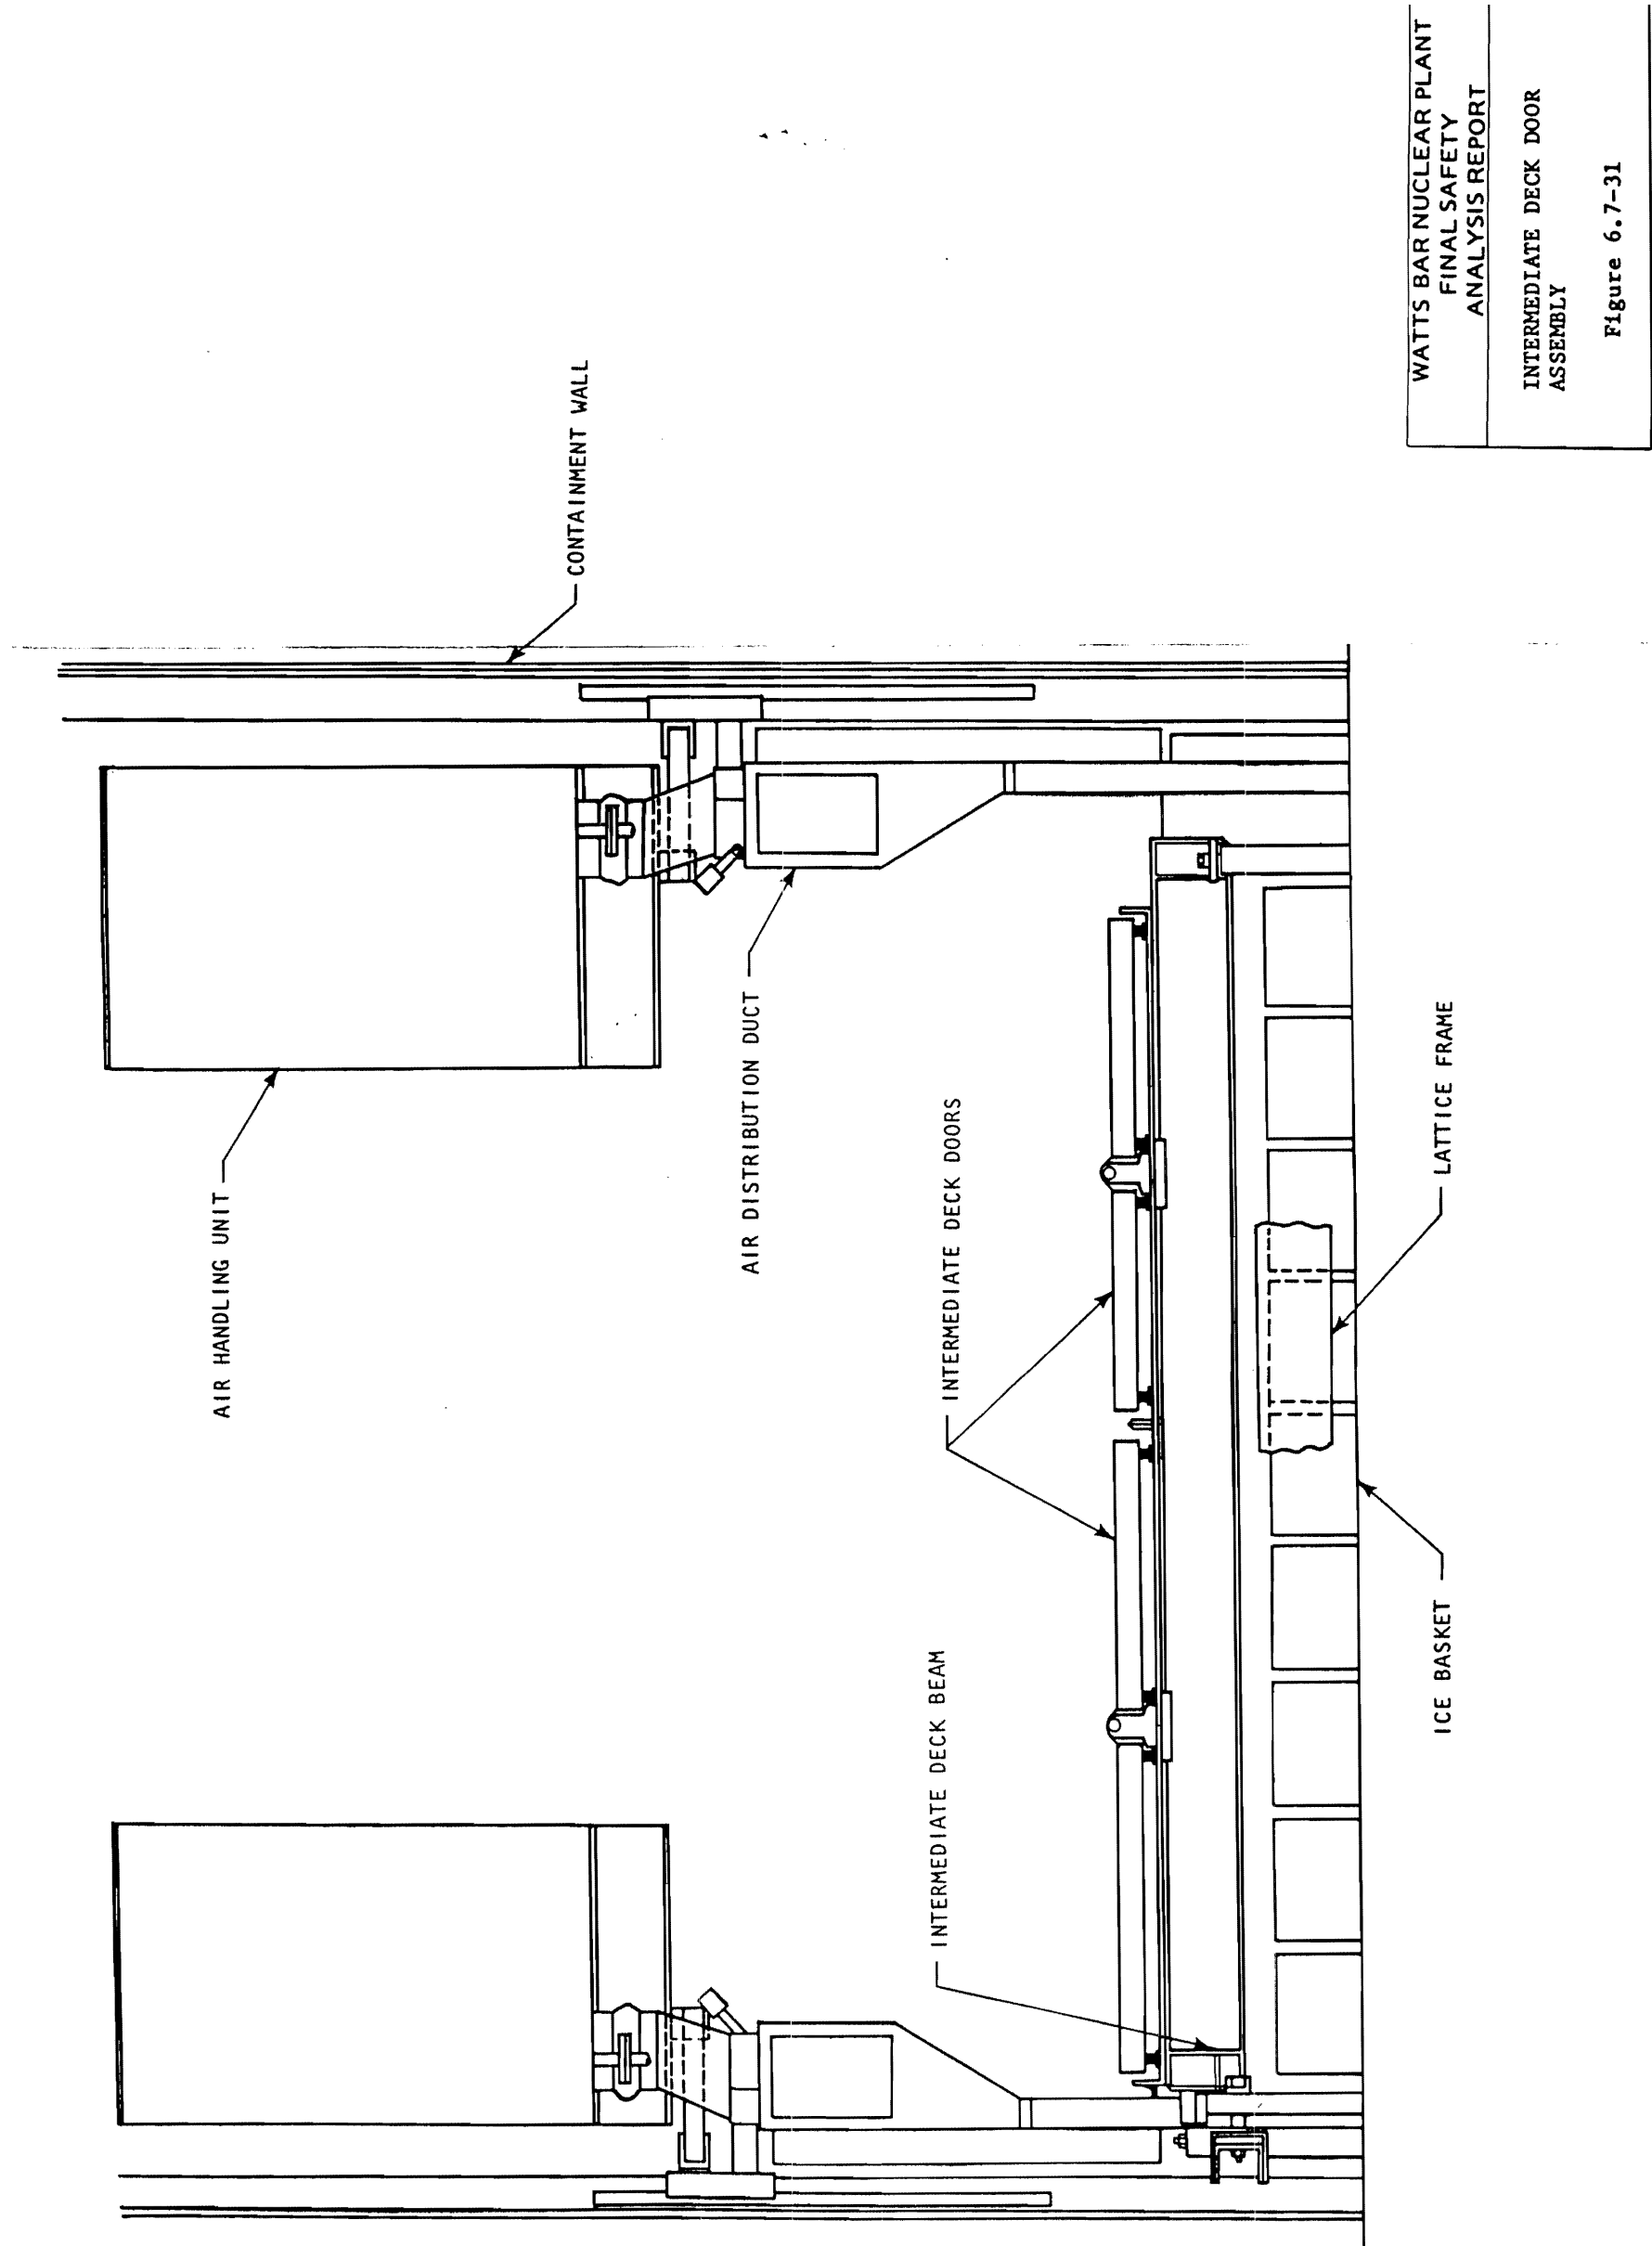 AIR HANDLING UNIT
CONTAINMENT WALL
AIR DISTRIBUTION DUCT
INTERMEDIATE DECK DOORS
INTERMEDIATE DECK BEAM
LATTICE FRAME
ICE BASKET
WATTS BAR NUCLEAR PLANT
FINAL SAFETY
ANALYSIS REPORT
INTERMEDIATE DECK DOOR
ASSEMBLY
Figure 6.7-31